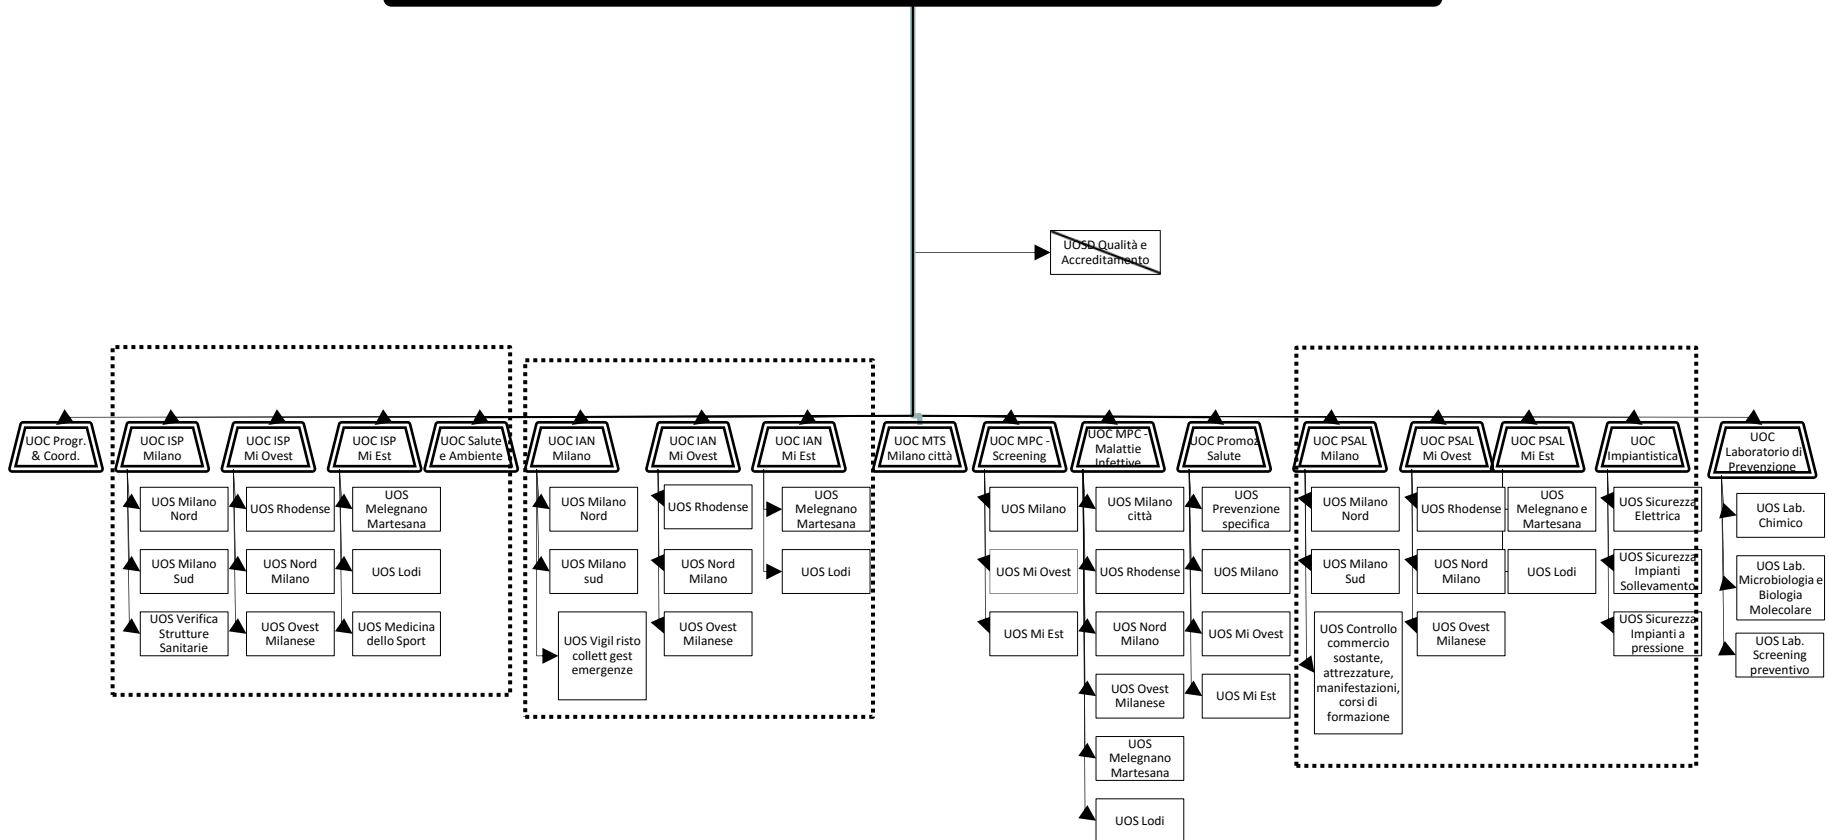 UOSD Qualità e
Accreditamento
UOC Progr.
& Coord.
UOC ISP
Milano
UOC ISP
Mi Ovest
UOC ISP
Mi Est
UOC Salute
e Ambiente
UOC IAN
Milano
UOC IAN
Mi Ovest
UOC IAN
Mi Est
UOC MTS
Milano città
UOC MPC -
Screening
UOC MPC -
Malattie
Infettive
UOC Promoz
Salute
UOC PSAL
Milano
UOC PSAL
Mi Ovest
UOC PSAL
Mi Est
UOC
Impiantistica
UOC
Laboratorio di
Prevenzione
UOS Milano
Nord
UOS Milano
Sud
UOS Verifica
Strutture
Sanitarie
UOS Rhodense
UOS Nord
Milano
UOS Ovest
Milanese
UOS
Melegnano
Martesana
UOS Lodi
UOS Medicina
dello Sport
UOS Milano
Nord
UOS Milano
sud
UOS Vigil risto
collett gest
emergenze
UOS Rhodense
UOS Nord
Milano
UOS Ovest
Milanese
UOS
Melegnano
Martesana
UOS Lodi
UOS Milano
UOS Mi Ovest
UOS Mi Est
UOS Milano
città
UOS Rhodense
UOS Nord
Milano
UOS Ovest
Milanese
UOS
Melegnano
Martesana
UOS Lodi
UOS
Prevenzione
specifica
UOS Milano
UOS Mi Ovest
UOS Mi Est
UOS Milano
Nord
UOS Milano
Sud
UOS Controllo
commercio
sostante,
attrezzature,
manifestazioni,
corsi di
formazione
UOS Rhodense
UOS Nord
Milano
UOS Ovest
Milanese
UOS
Melegnano e
Martesana
UOS Lodi
UOS Sicurezza
Elettrica
UOS Sicurezza
Impianti
Sollevamento
UOS Sicurezza
Impianti a
pressione
UOS Lab.
Chimico
UOS Lab.
Microbiologia e
Biologia
Molecolare
UOS Lab.
Screening
preventivo